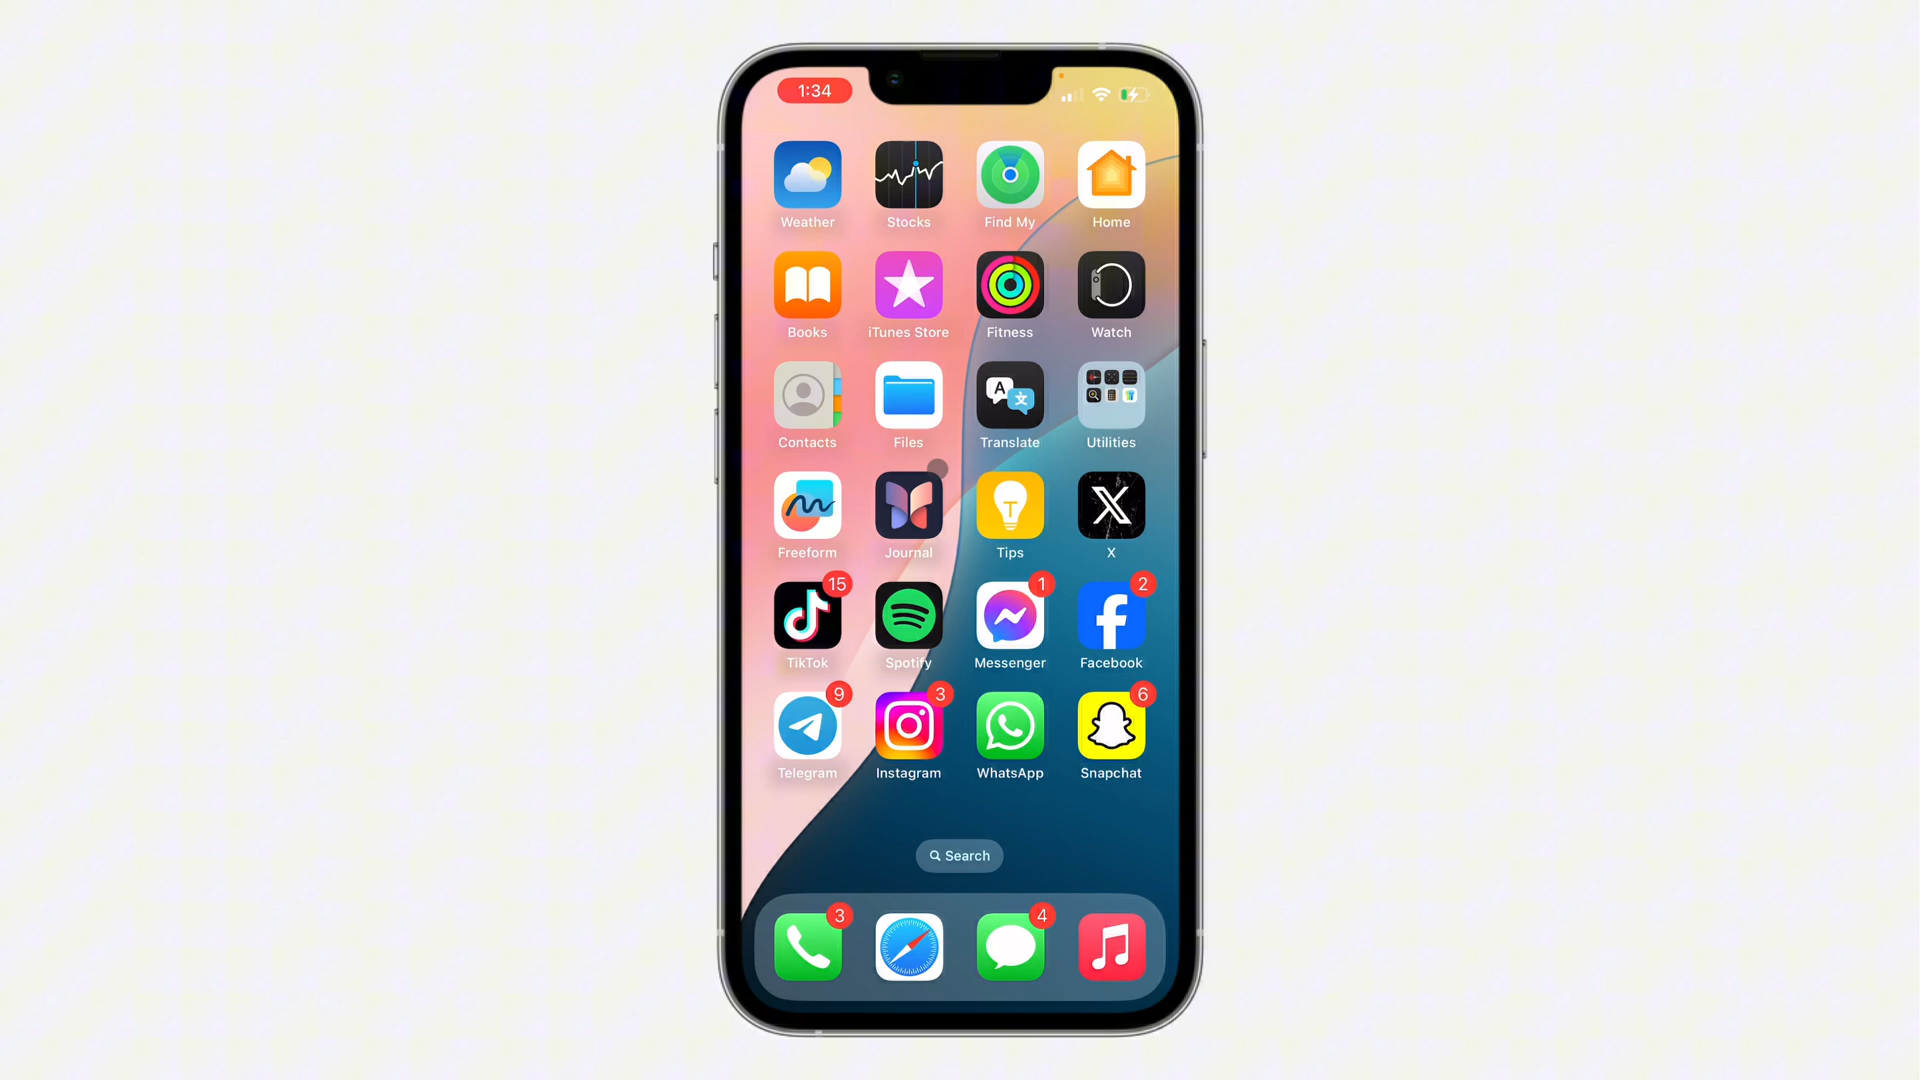 1:34
Weather Stocks Find My Home
Books iTunes Store Fitness Watch
A 文
Contacts Files Translate Utilities
T X
Freeform Journal Tips X
15 1 2
TikTok Spotify Messenger Facebook
9 3 6
Telegram Instagram WhatsApp Snapchat
Search
3 4